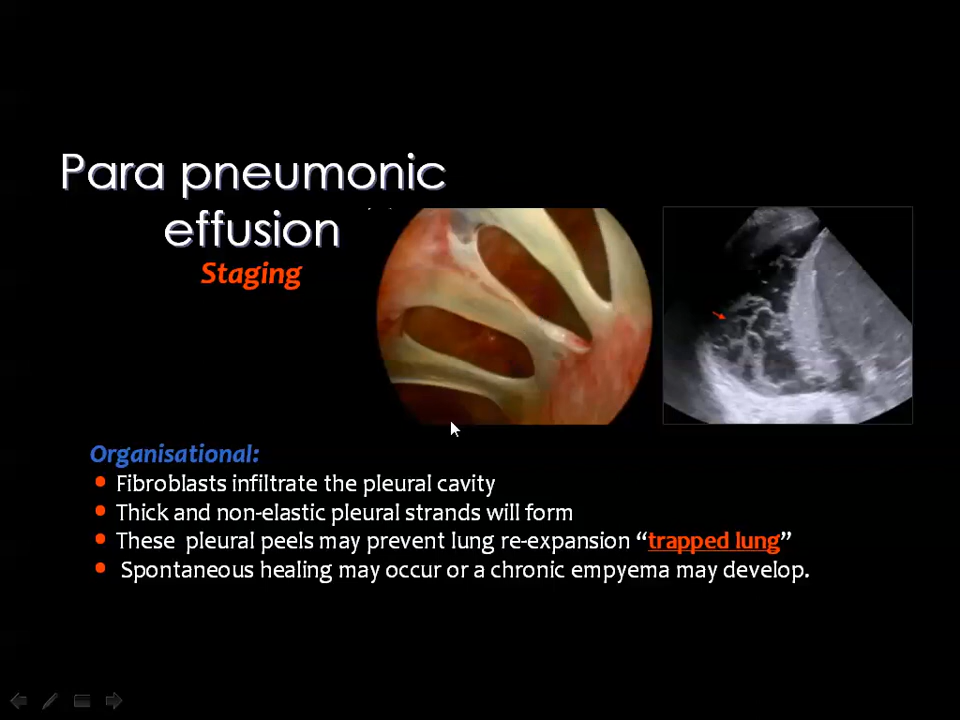 Para pneumonic
effusion
Staging
Organisational:
• Fibroblasts infiltrate the pleural cavity
• Thick and non-elastic pleural strands will form
• These pleural peels may prevent lung re-expansion “trapped lung”
• Spontaneous healing may occur or a chronic empyema may develop.